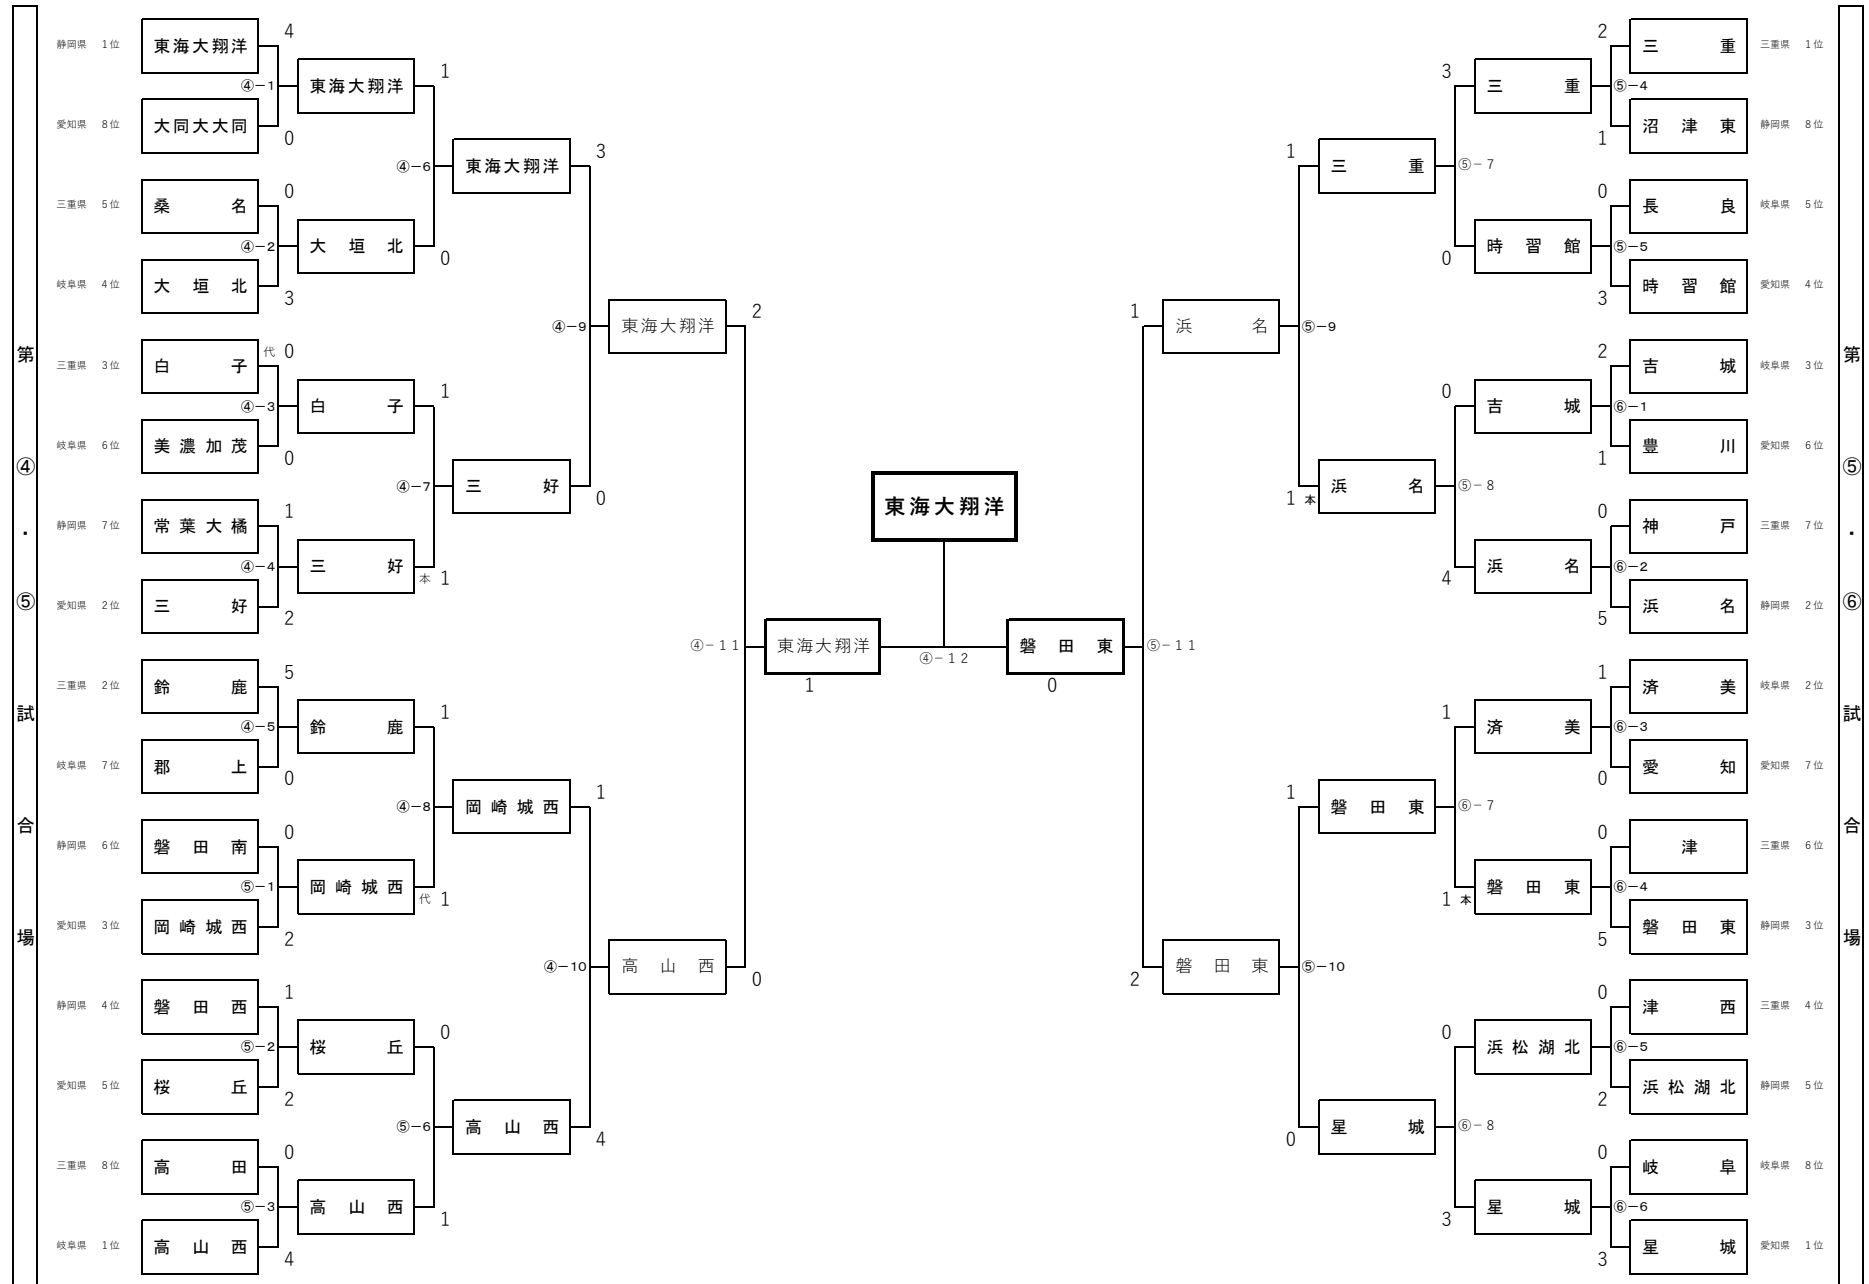 第④・⑤試合場
静岡県 1位 東海大翔洋 4
④-1
愛知県 8位 大同大大同 0
三重県 5位 桑名 0
④-2
岐阜県 4位 大垣北 3
三重県 3位 白子 代 0
④-3
岐阜県 6位 美濃加茂 0
静岡県 7位 常葉大橘 1
④-4
愛知県 2位 三好 2
三重県 2位 鈴鹿 5
④-5
岐阜県 7位 郡上 0
静岡県 6位 磐田南 0
⑤-1
愛知県 3位 岡崎城西 2
静岡県 4位 磐田西 1
⑤-2
愛知県 5位 桜丘 2
三重県 8位 高田 0
⑤-3
岐阜県 1位 高山西 4
東海大翔洋 1
④-6
大垣北 0
白子 1
④-7
三好 本 1
鈴鹿 1
④-8
岡崎城西 代 1
桜丘 0
⑤-6
高山西 1
東海大翔洋 3
④-9
三好 0
岡崎城西 1
④-10
高山西 4
東海大翔洋 2
④-11
高山西 0
東海大翔洋
東海大翔洋 1
④-12
磐田東 0
1 浜名
⑤-11
2 磐田東
1 三重
⑤-9
1 本 浜名
1 磐田東
⑤-10
0 星城
3 三重
⑤-7
0 時習館
0 吉城
⑤-8
4 浜名
1 済美
⑥-7
1 本 磐田東
0 浜松湖北
⑥-8
3 星城
2 三重 三重県 1位
⑤-4
1 沼津東 静岡県 8位
0 長良 岐阜県 5位
⑤-5
3 時習館 愛知県 4位
2 吉城 岐阜県 3位
⑥-1
1 豊川 愛知県 6位
0 神戸 三重県 7位
⑥-2
5 浜名 静岡県 2位
1 済美 岐阜県 2位
⑥-3
0 愛知 愛知県 7位
0 津 三重県 6位
⑥-4
5 磐田東 静岡県 3位
0 津西 三重県 4位
⑥-5
2 浜松湖北 静岡県 5位
0 岐阜 岐阜県 8位
⑥-6
3 星城 愛知県 1位
第⑤・⑥試合場